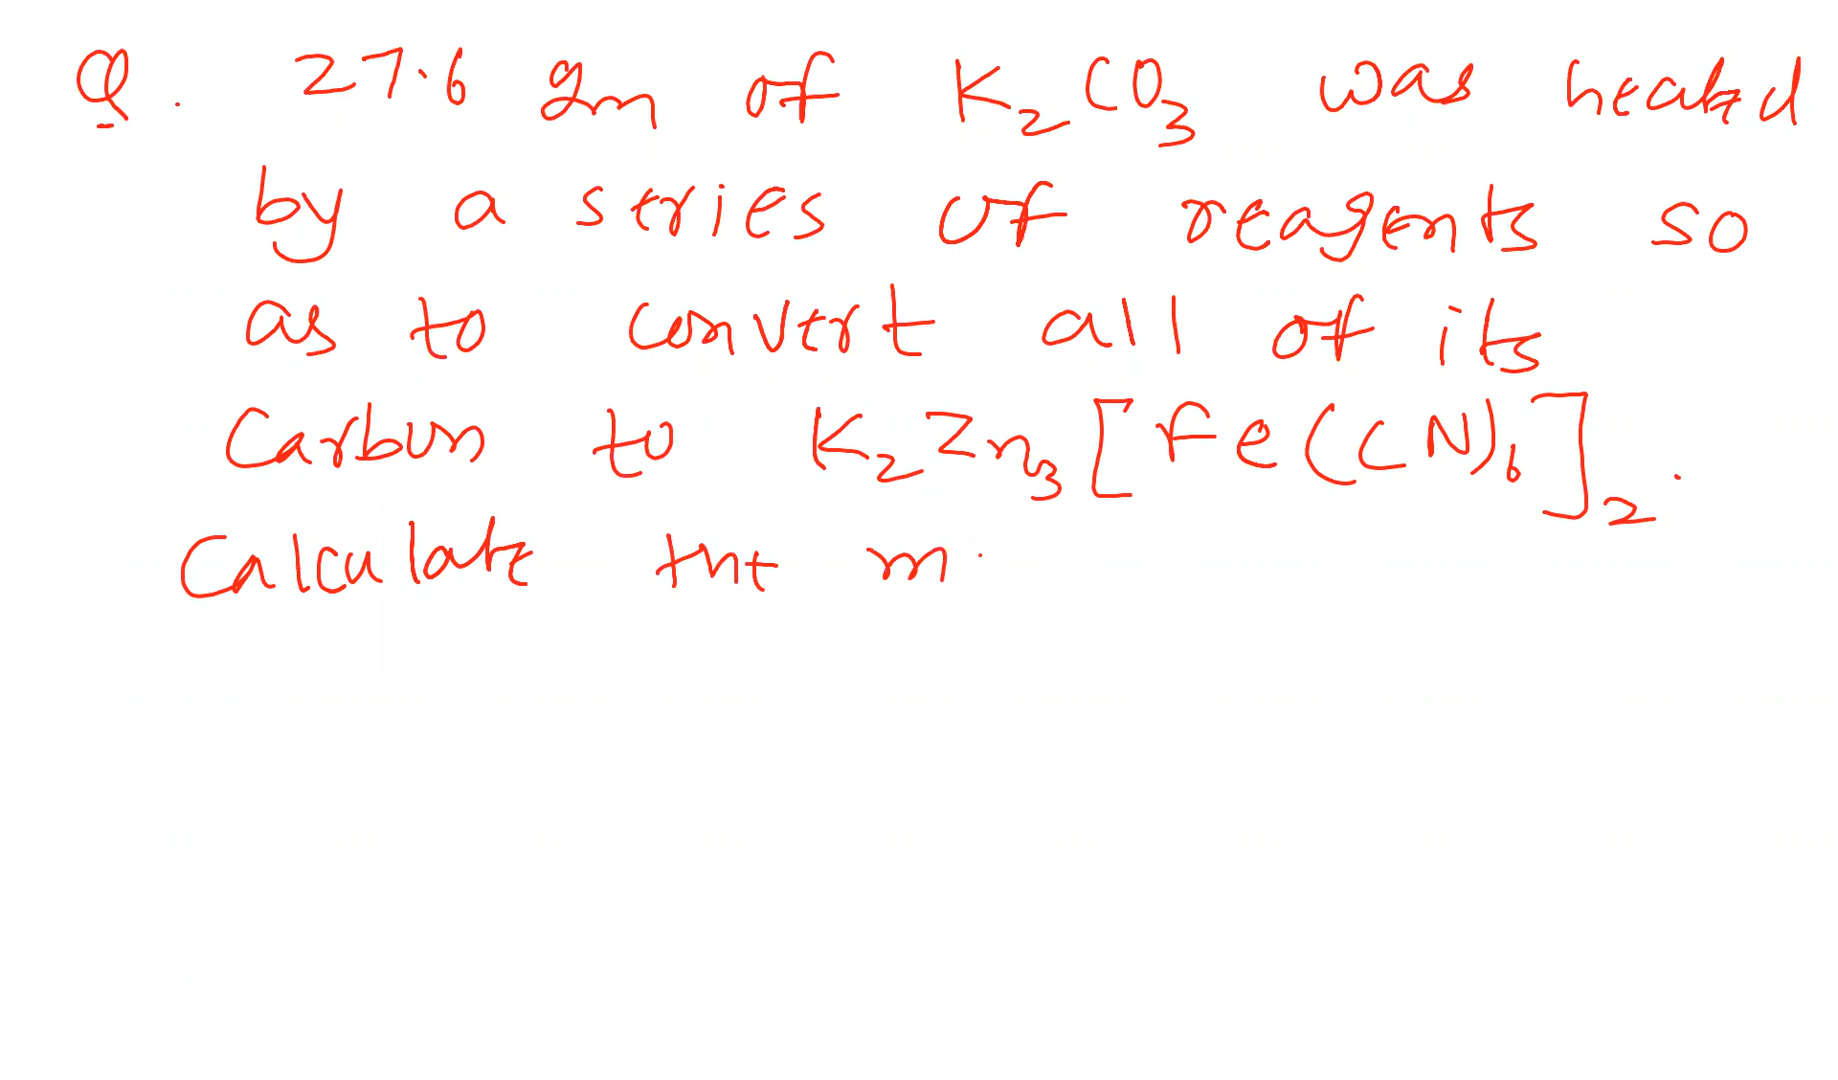 Q. 27.6 gm of K₂CO₃ was heated
by a series of reagents so
as to convert all of its
Carbon to K₂Zn₃[Fe(CN)₆]₂.
Calculate the m.